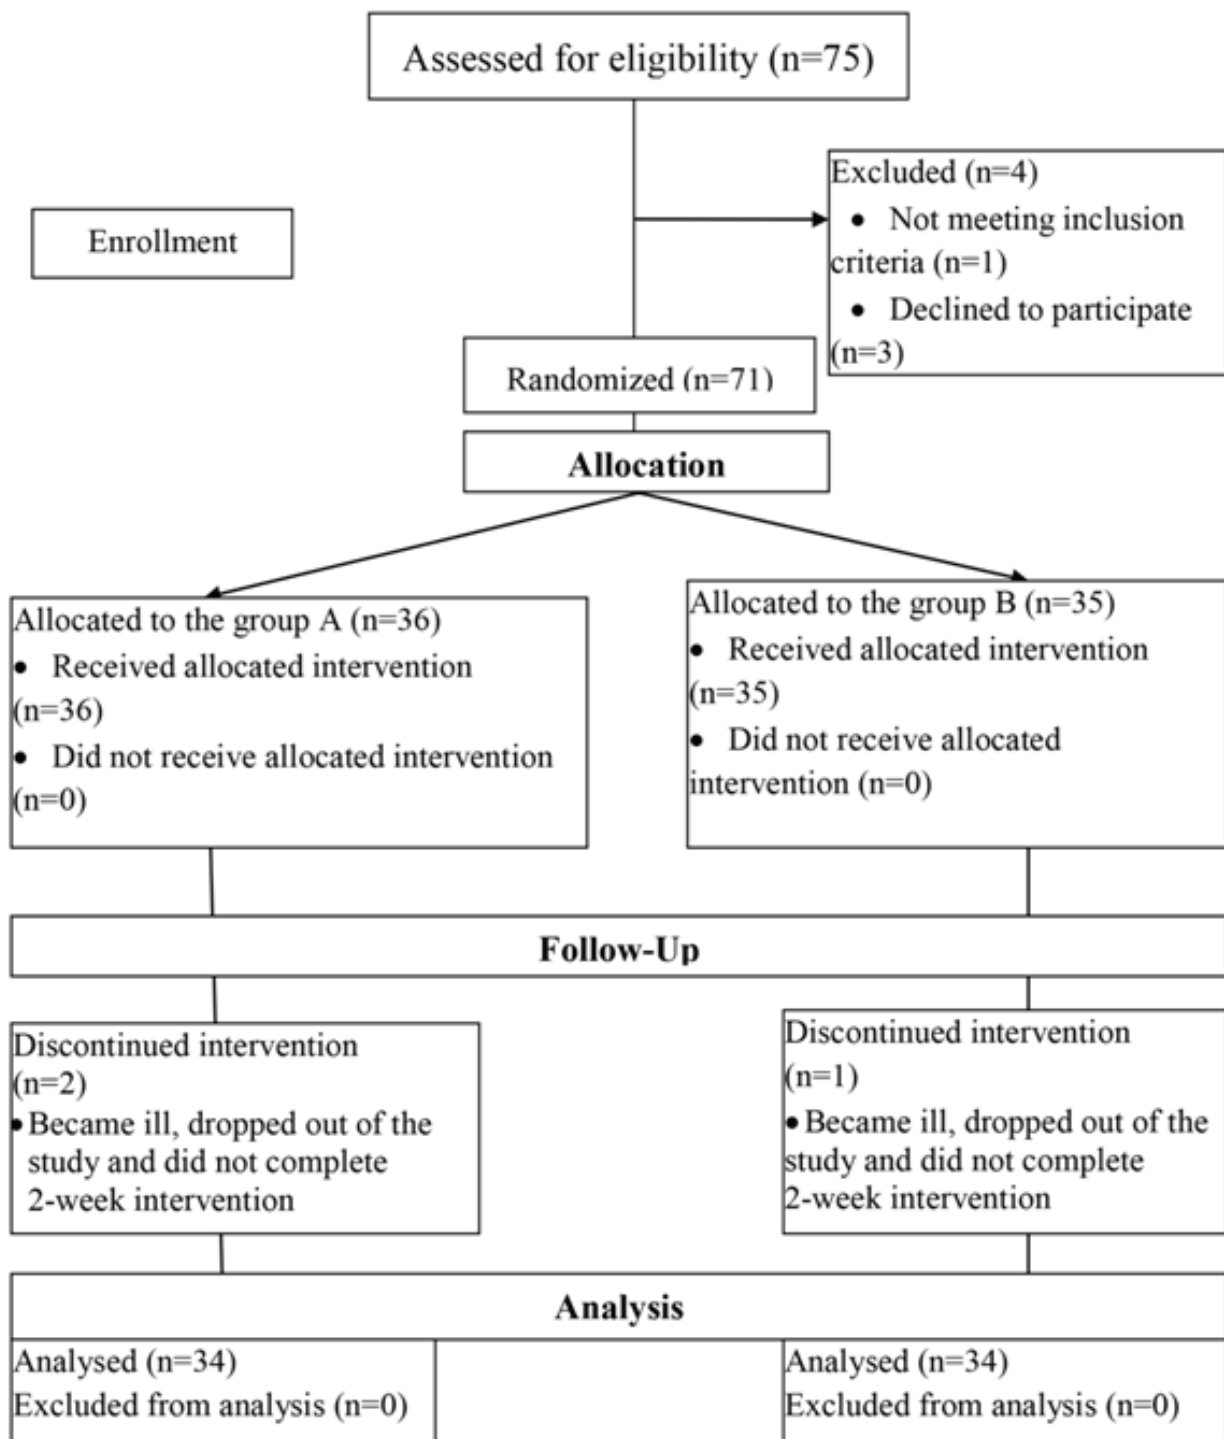 Assessed for eligibility (n=75)
Excluded (n=4)
• Not meeting inclusion
criteria (n=1)
• Declined to participate
(n=3)
Enrollment
Randomized (n=71)
Allocation
Allocated to the group A (n=36)
• Received allocated intervention
(n=36)
• Did not receive allocated intervention
(n=0)
Allocated to the group B (n=35)
• Received allocated intervention
(n=35)
• Did not receive allocated
intervention (n=0)
Follow-Up
Discontinued intervention
(n=2)
• Became ill, dropped out of the
study and did not complete
2-week intervention
Discontinued intervention
(n=1)
• Became ill, dropped out of the
study and did not complete
2-week intervention
Analysis
Analysed (n=34)
Excluded from analysis (n=0)
Analysed (n=34)
Excluded from analysis (n=0)